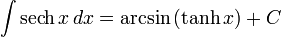 ∫ sech x dx = arcsin (tanh x) + C